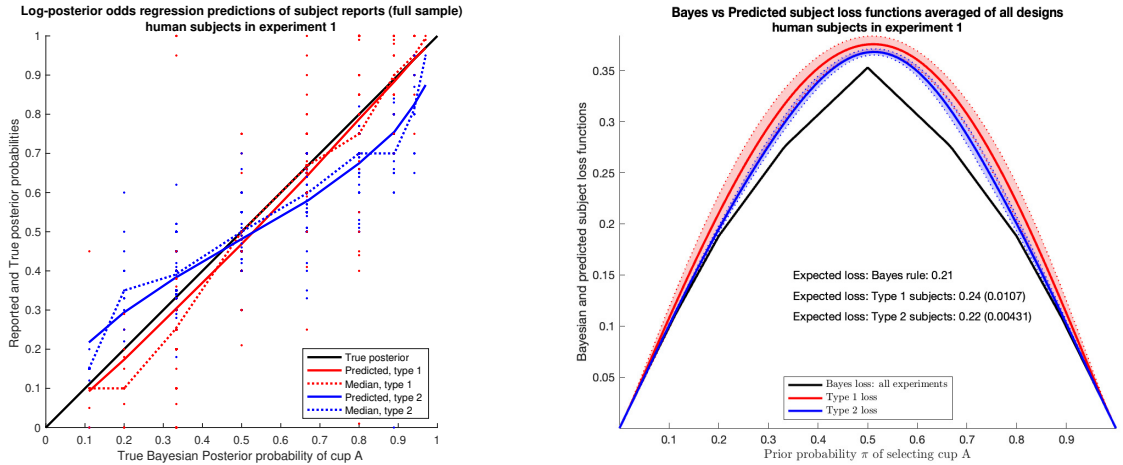 Log-posterior odds regression predictions of subject reports (full sample)
human subjects in experiment 1
Reported and True posterior probabilities
1
0.9
0.8
0.7
0.6
0.5
0.4
0.3
0.2
0.1
0
True posterior
Predicted, type 1
Median, type 1
Predicted, type 2
Median, type 2
0 0.1 0.2 0.3 0.4 0.5 0.6 0.7 0.8 0.9 1
True Bayesian Posterior probability of cup A
Bayes vs Predicted subject loss functions averaged of all designs
human subjects in experiment 1
Bayesian and predicted subject loss functions
0.35
0.3
0.25
0.2
0.15
0.1
0.05
Expected loss: Bayes rule: 0.21
Expected loss: Type 1 subjects: 0.24 (0.0107)
Expected loss: Type 2 subjects: 0.22 (0.00431)
Bayes loss: all experiments
Type 1 loss
Type 2 loss
0.1 0.2 0.3 0.4 0.5 0.6 0.7 0.8 0.9
Prior probability π of selecting cup A